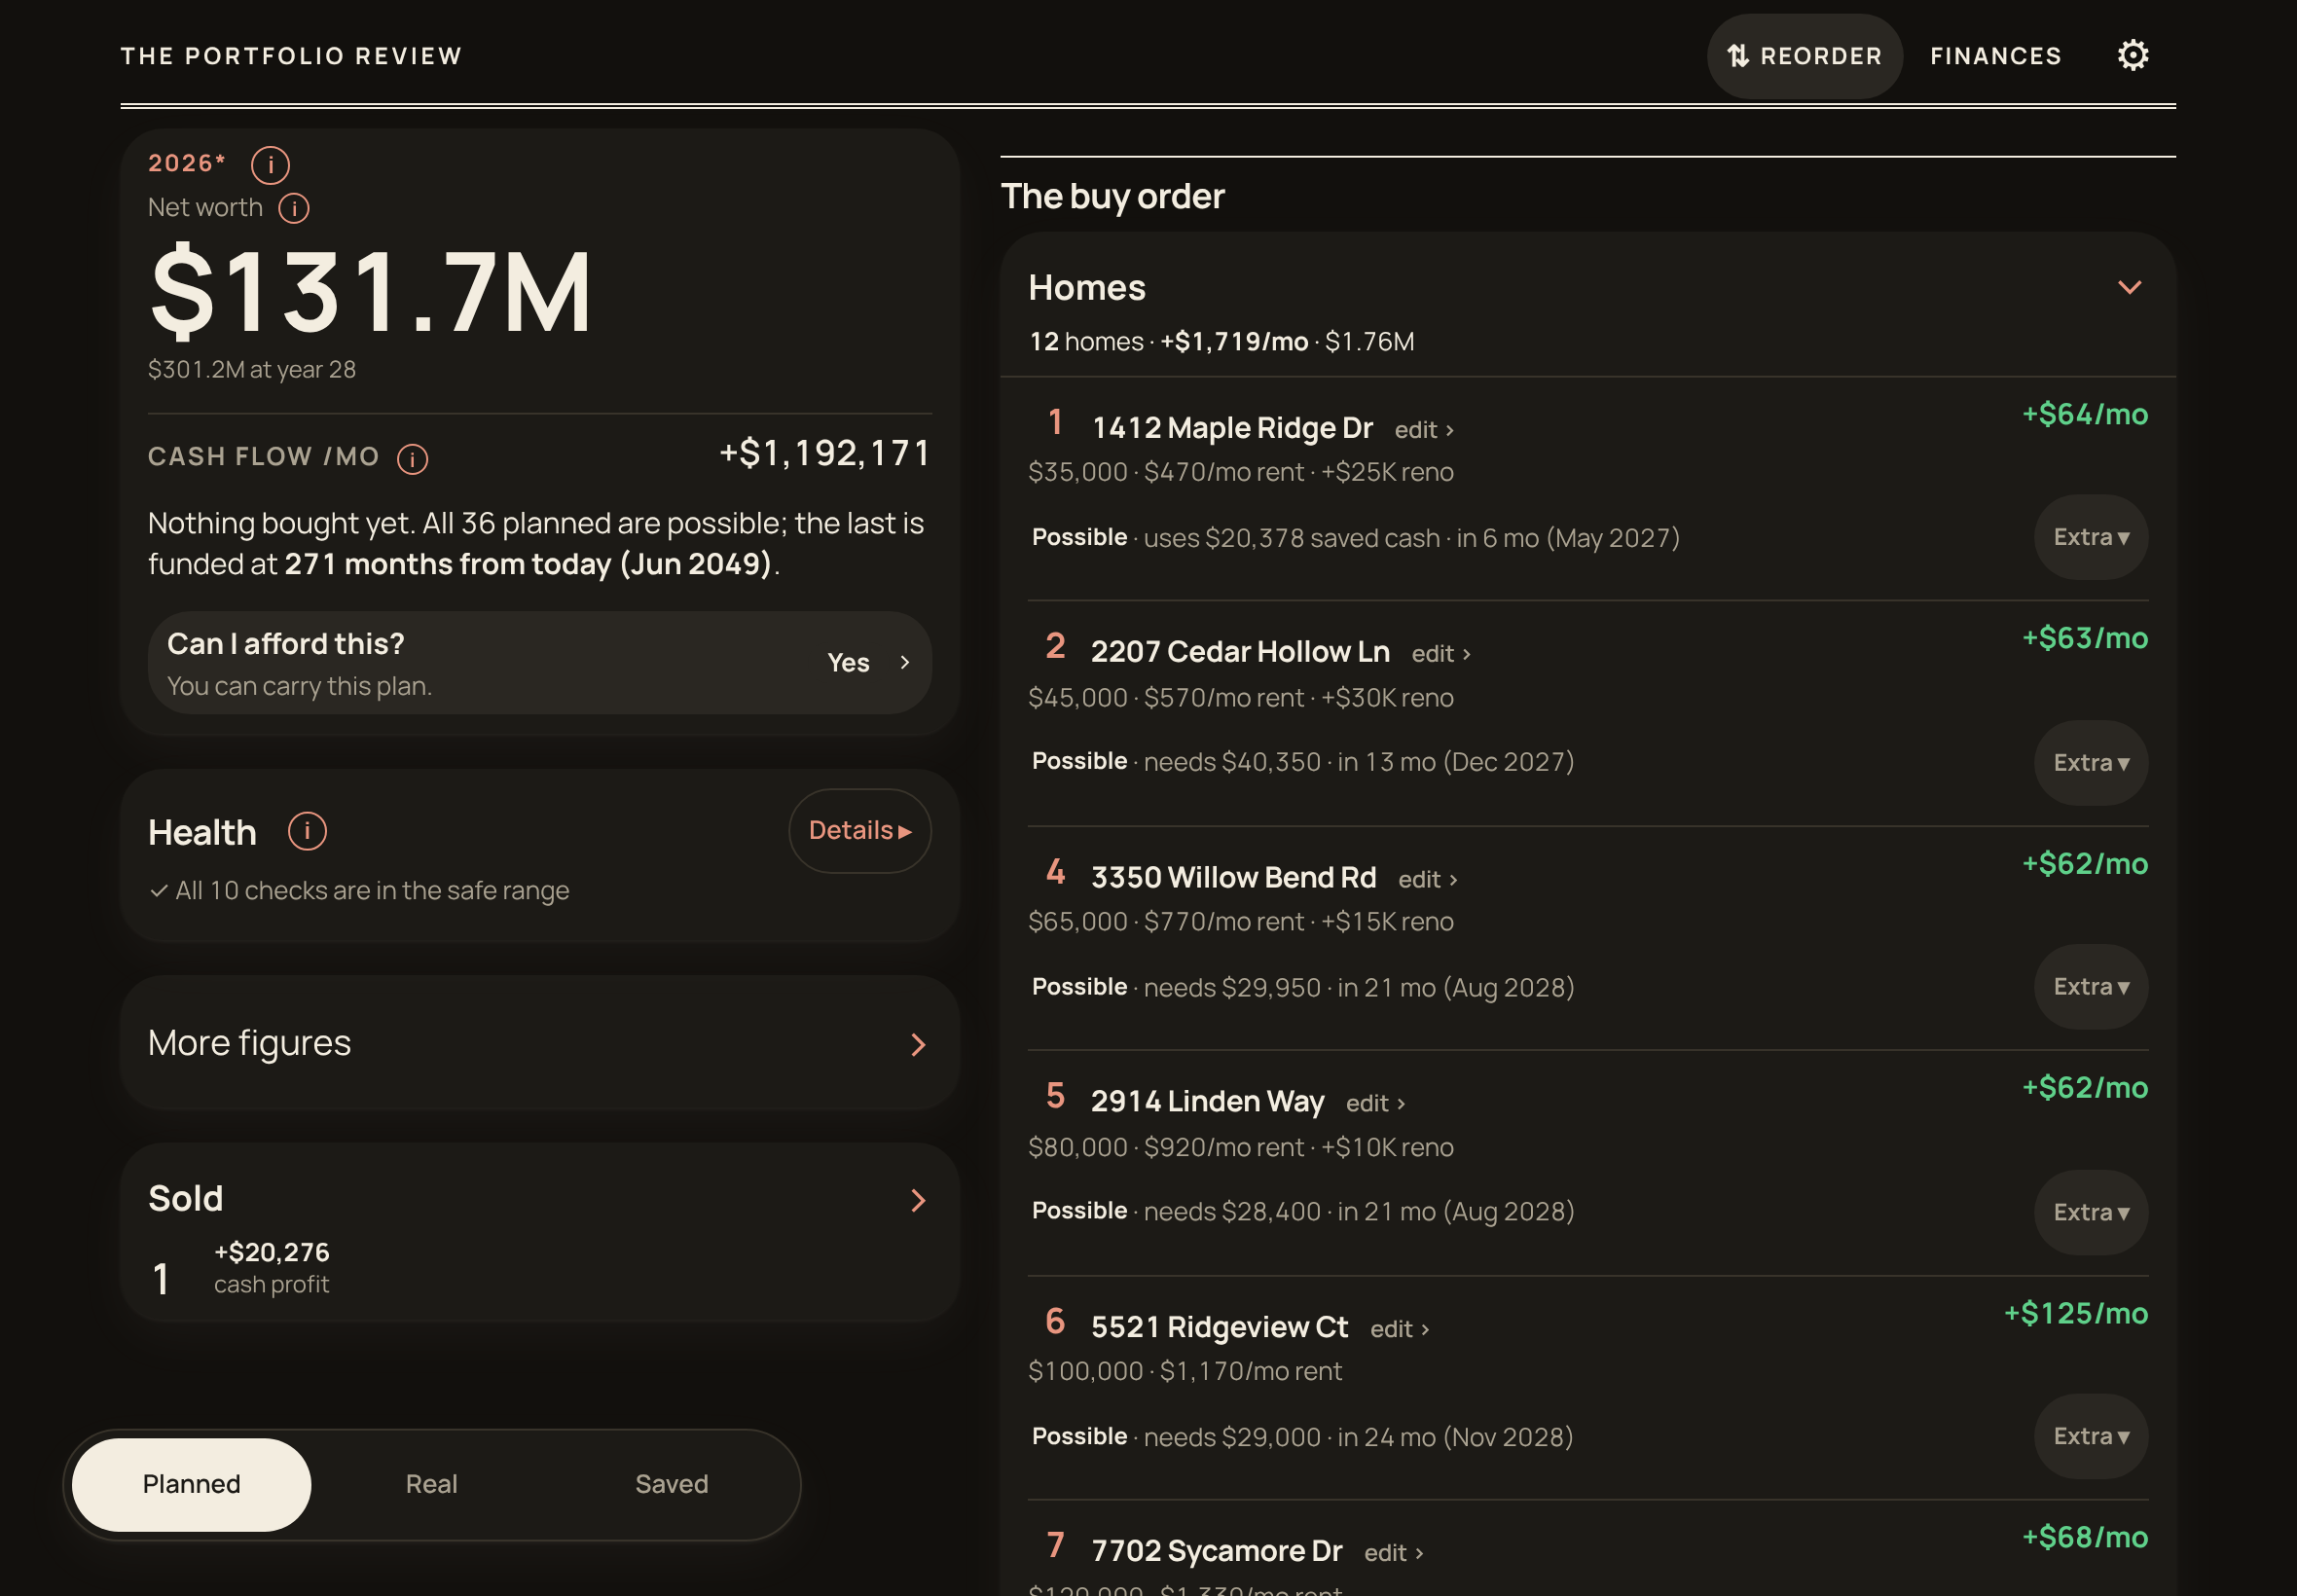 THE PORTFOLIO REVIEW
⇅ REORDER
FINANCES
2026*
Net worth
$131.7M
$301.2M at year 28
CASH FLOW /MO
+$1,192,171
Nothing bought yet. All 36 planned are possible; the last is
funded at 271 months from today (Jun 2049).
Can I afford this?
You can carry this plan.
Yes ›
Health
Details ▸
✓ All 10 checks are in the safe range
More figures
Sold
1
+$20,276
cash profit
Planned
Real
Saved
The buy order
Homes
12 homes · +$1,719/mo · $1.76M
1 1412 Maple Ridge Dr edit › +$64/mo
$35,000 · $470/mo rent · +$25K reno
Possible · uses $20,378 saved cash · in 6 mo (May 2027) Extra ▾
2 2207 Cedar Hollow Ln edit › +$63/mo
$45,000 · $570/mo rent · +$30K reno
Possible · needs $40,350 · in 13 mo (Dec 2027) Extra ▾
4 3350 Willow Bend Rd edit › +$62/mo
$65,000 · $770/mo rent · +$15K reno
Possible · needs $29,950 · in 21 mo (Aug 2028) Extra ▾
5 2914 Linden Way edit › +$62/mo
$80,000 · $920/mo rent · +$10K reno
Possible · needs $28,400 · in 21 mo (Aug 2028) Extra ▾
6 5521 Ridgeview Ct edit › +$125/mo
$100,000 · $1,170/mo rent
Possible · needs $29,000 · in 24 mo (Nov 2028) Extra ▾
7 7702 Sycamore Dr edit › +$68/mo